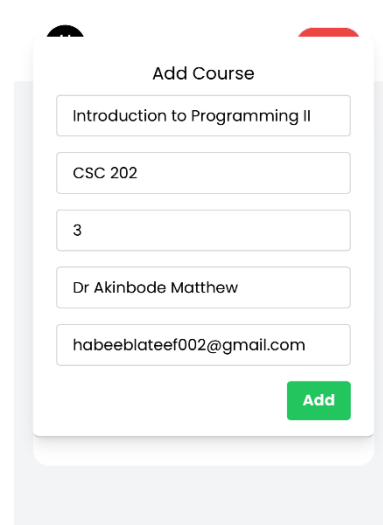 Add Course
Introduction to Programming II
CSC 202
3
Dr Akinbode Matthew
habeeblateef002@gmail.com
Add